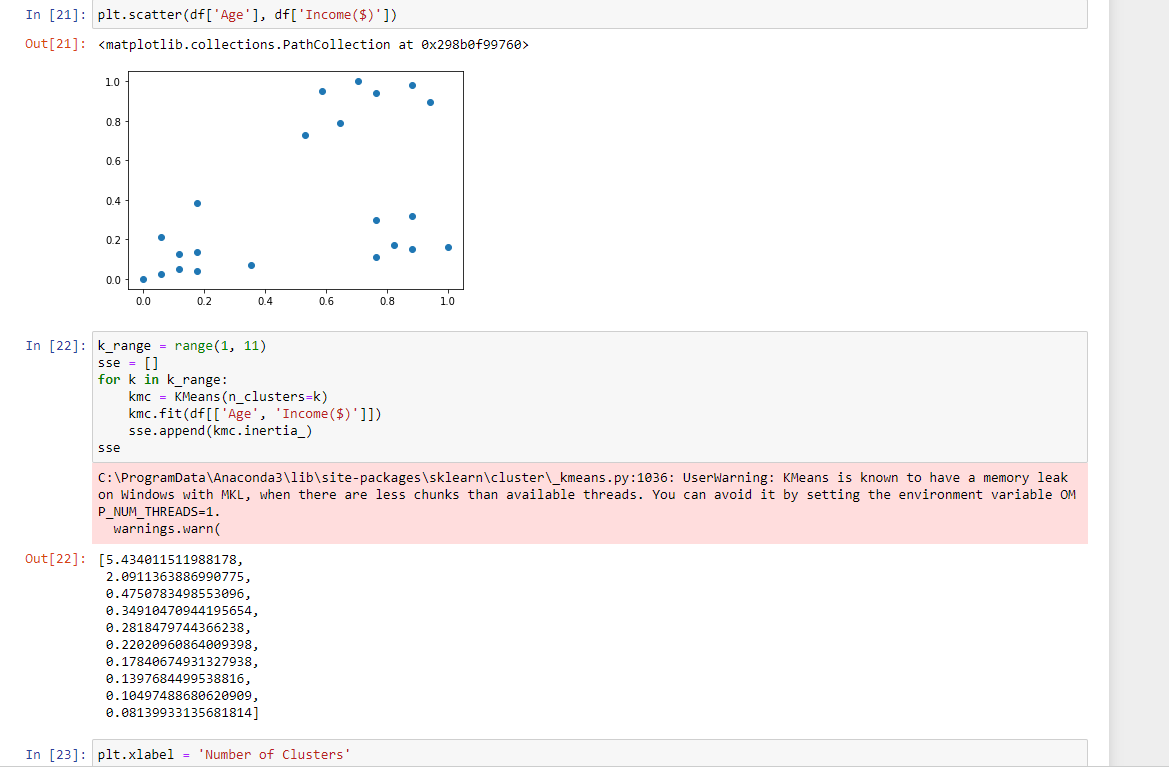 In [21]: plt.scatter(df['Age'], df['Income($)'])
Out[21]: <matplotlib.collections.PathCollection at 0x298b0f99760>
1.0
0.8
0.6
0.4
0.2
0.0
0.0 0.2 0.4 0.6 0.8 1.0
In [22]: k_range = range(1, 11)
sse = []
for k in k_range:
    kmc = KMeans(n_clusters=k)
    kmc.fit(df[['Age', 'Income($)']])
    sse.append(kmc.inertia_)
sse
C:\ProgramData\Anaconda3\lib\site-packages\sklearn\cluster\_kmeans.py:1036: UserWarning: KMeans is known to have a memory leak
on Windows with MKL, when there are less chunks than available threads. You can avoid it by setting the environment variable OM
P_NUM_THREADS=1.
  warnings.warn(
Out[22]: [5.434011511988178,
 2.0911363886990775,
 0.4750783498553096,
 0.34910470944195654,
 0.2818479744366238,
 0.22020960864009398,
 0.17840674931327938,
 0.1397684499538816,
 0.10497488680620909,
 0.08139933135681814]
In [23]: plt.xlabel = 'Number of Clusters'